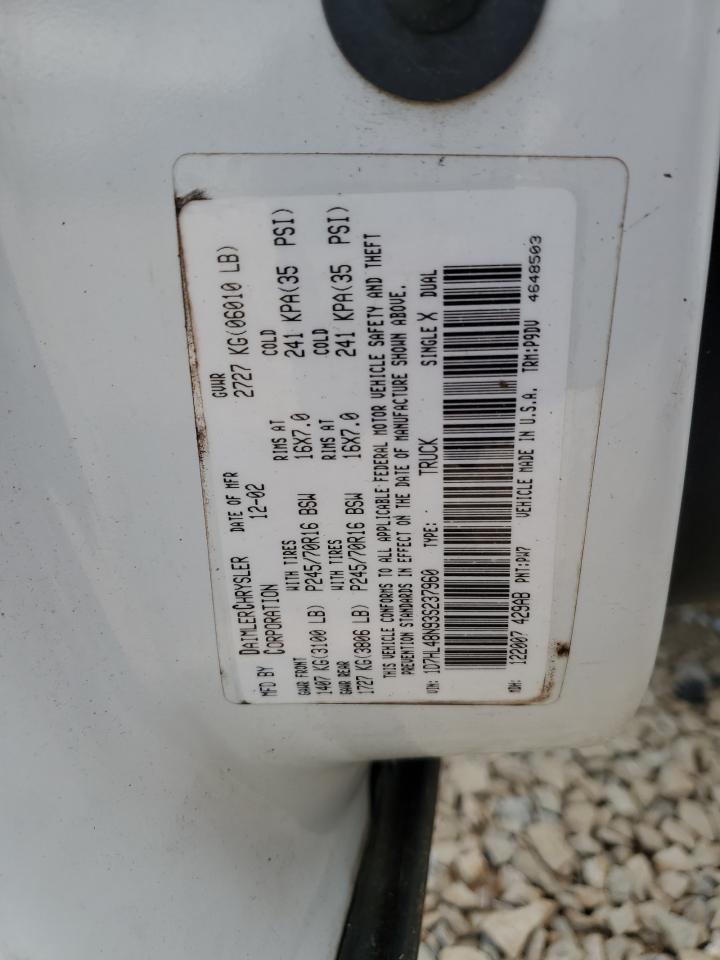 MFD BY DAIMLERCHRYSLER CORPORATION DATE OF MFR 12-02 GVWR 2727 KG(06010 LB)
GAWR FRONT WITH TIRES RIMS AT COLD
1407 KG(3100 LB) P245/70R16 BSW 16X7.0 241 KPA(35 PSI)
GAWR REAR WITH TIRES RIMS AT COLD
1727 KG(3806 LB) P245/70R16 BSW 16X7.0 241 KPA(35 PSI)
THIS VEHICLE CONFORMS TO ALL APPLICABLE FEDERAL MOTOR VEHICLE SAFETY AND THEFT
PREVENTION STANDARDS IN EFFECT ON THE DATE OF MANUFACTURE SHOWN ABOVE.
VIN: 1D7HL48N93S237960 TYPE: TRUCK SINGLE X DUAL
MDH: 122007 429AB PNT:PW7 VEHICLE MADE IN U.S.A. TRM:P9DV 4648503